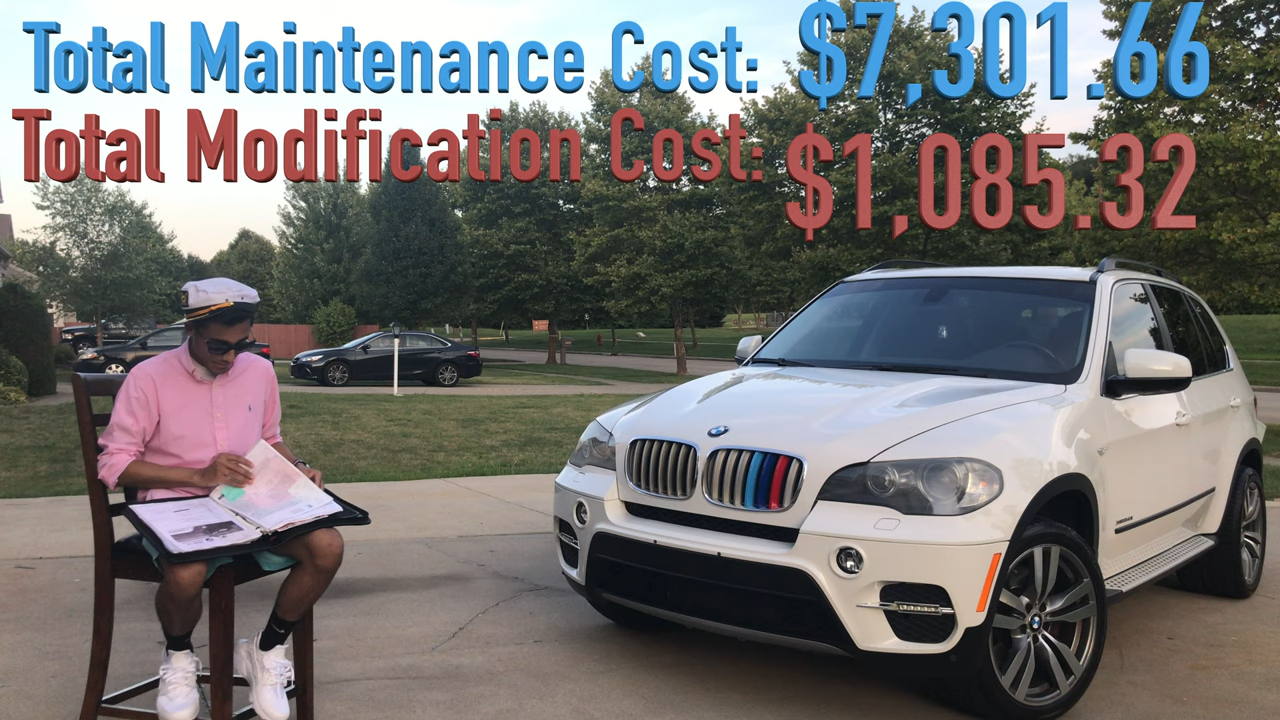 Total Maintenance Cost: $7,301.66
Total Modification Cost: $1,085.32